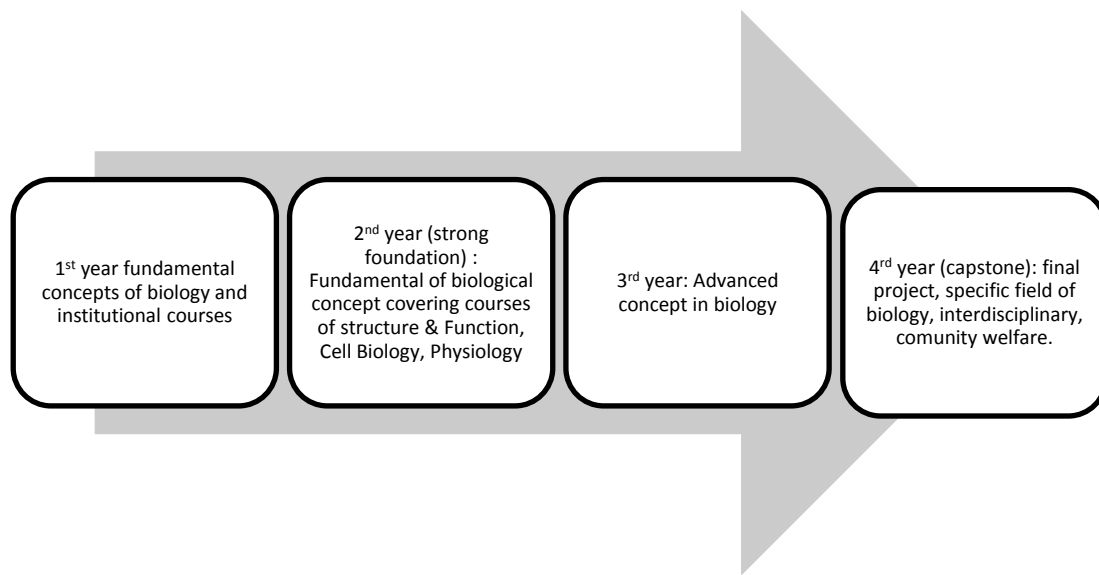 1st year fundamental
concepts of biology and
institutional courses
2nd year (strong
foundation) :
Fundamental of biological
concept covering courses
of structure & Function,
Cell Biology, Physiology
3rd year: Advanced
concept in biology
4rd year (capstone): final
project, specific field of
biology, interdisciplinary,
comunity welfare.